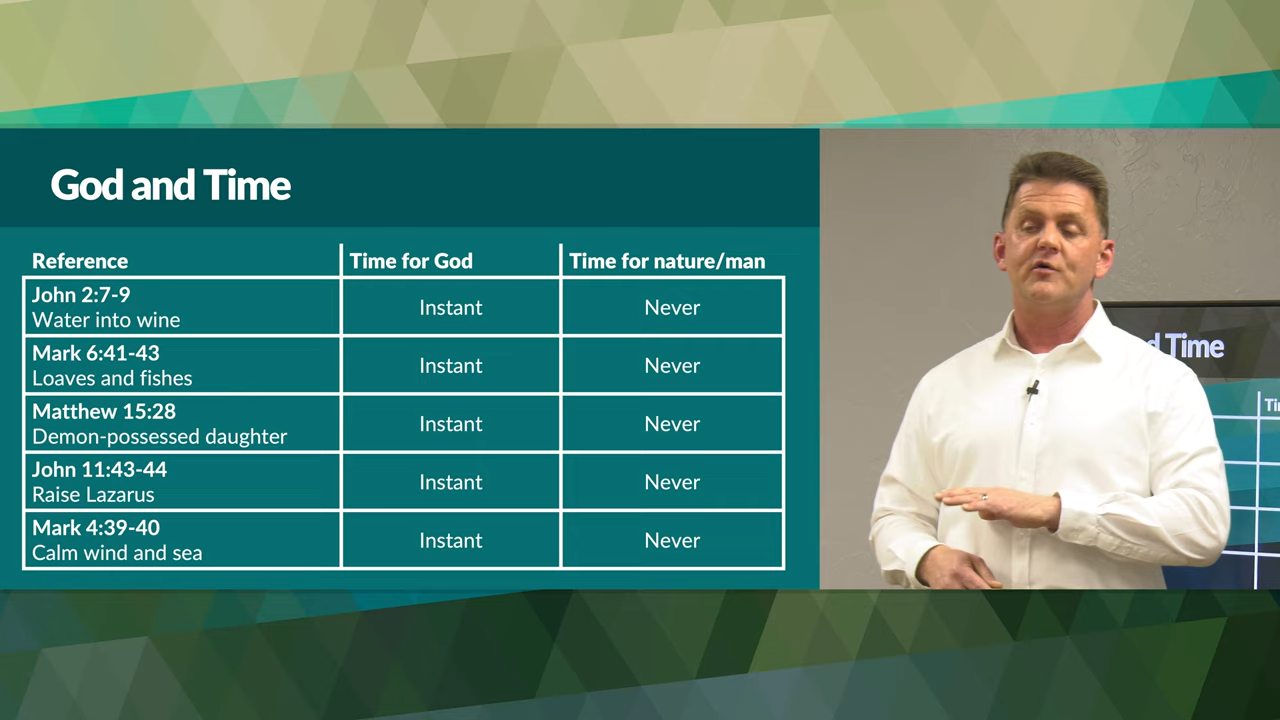 God and Time
Reference Time for God Time for nature/man
John 2:7-9
Water into wine Instant Never
Mark 6:41-43
Loaves and fishes Instant Never
Matthew 15:28
Demon-possessed daughter Instant Never
John 11:43-44
Raise Lazarus Instant Never
Mark 4:39-40
Calm wind and sea Instant Never
d Time